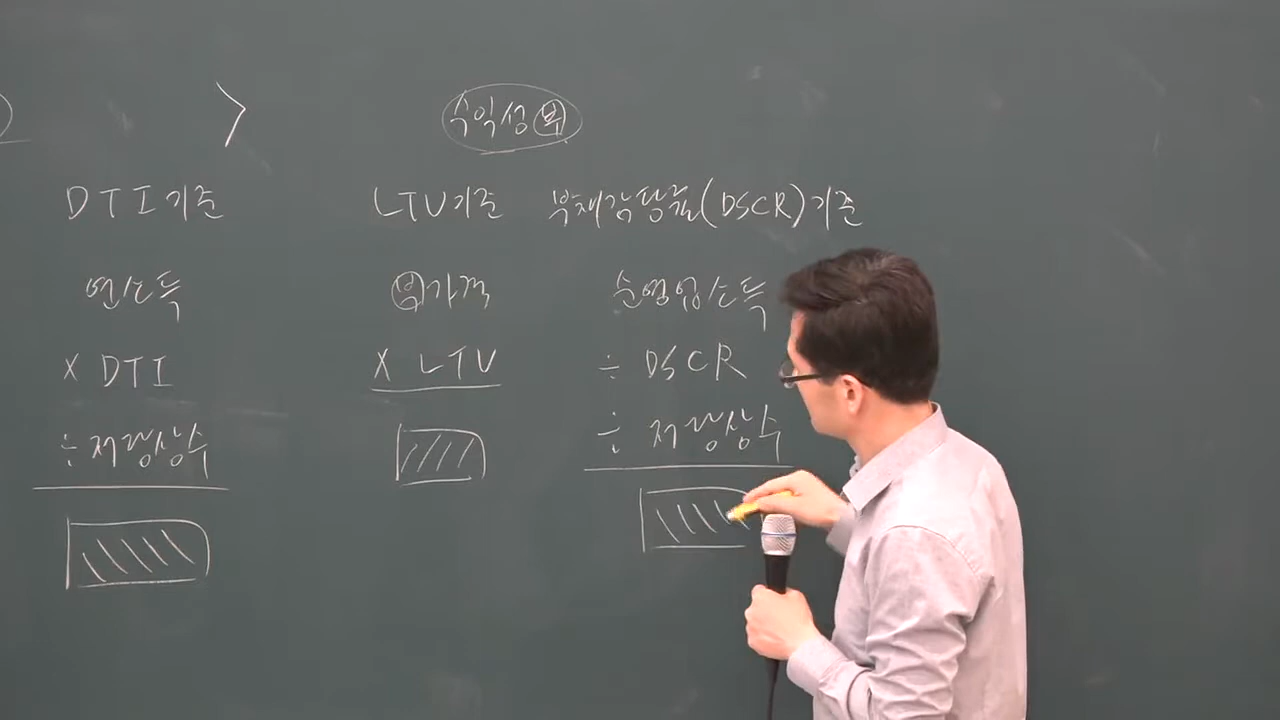 >
수익성 부
DTI기준
LTV기준 부채감당률(DSCR)기준
연소득
부가격
순영업소득
X DTI
X LTV
÷ DSCR
÷저당상수
÷ 저당상수